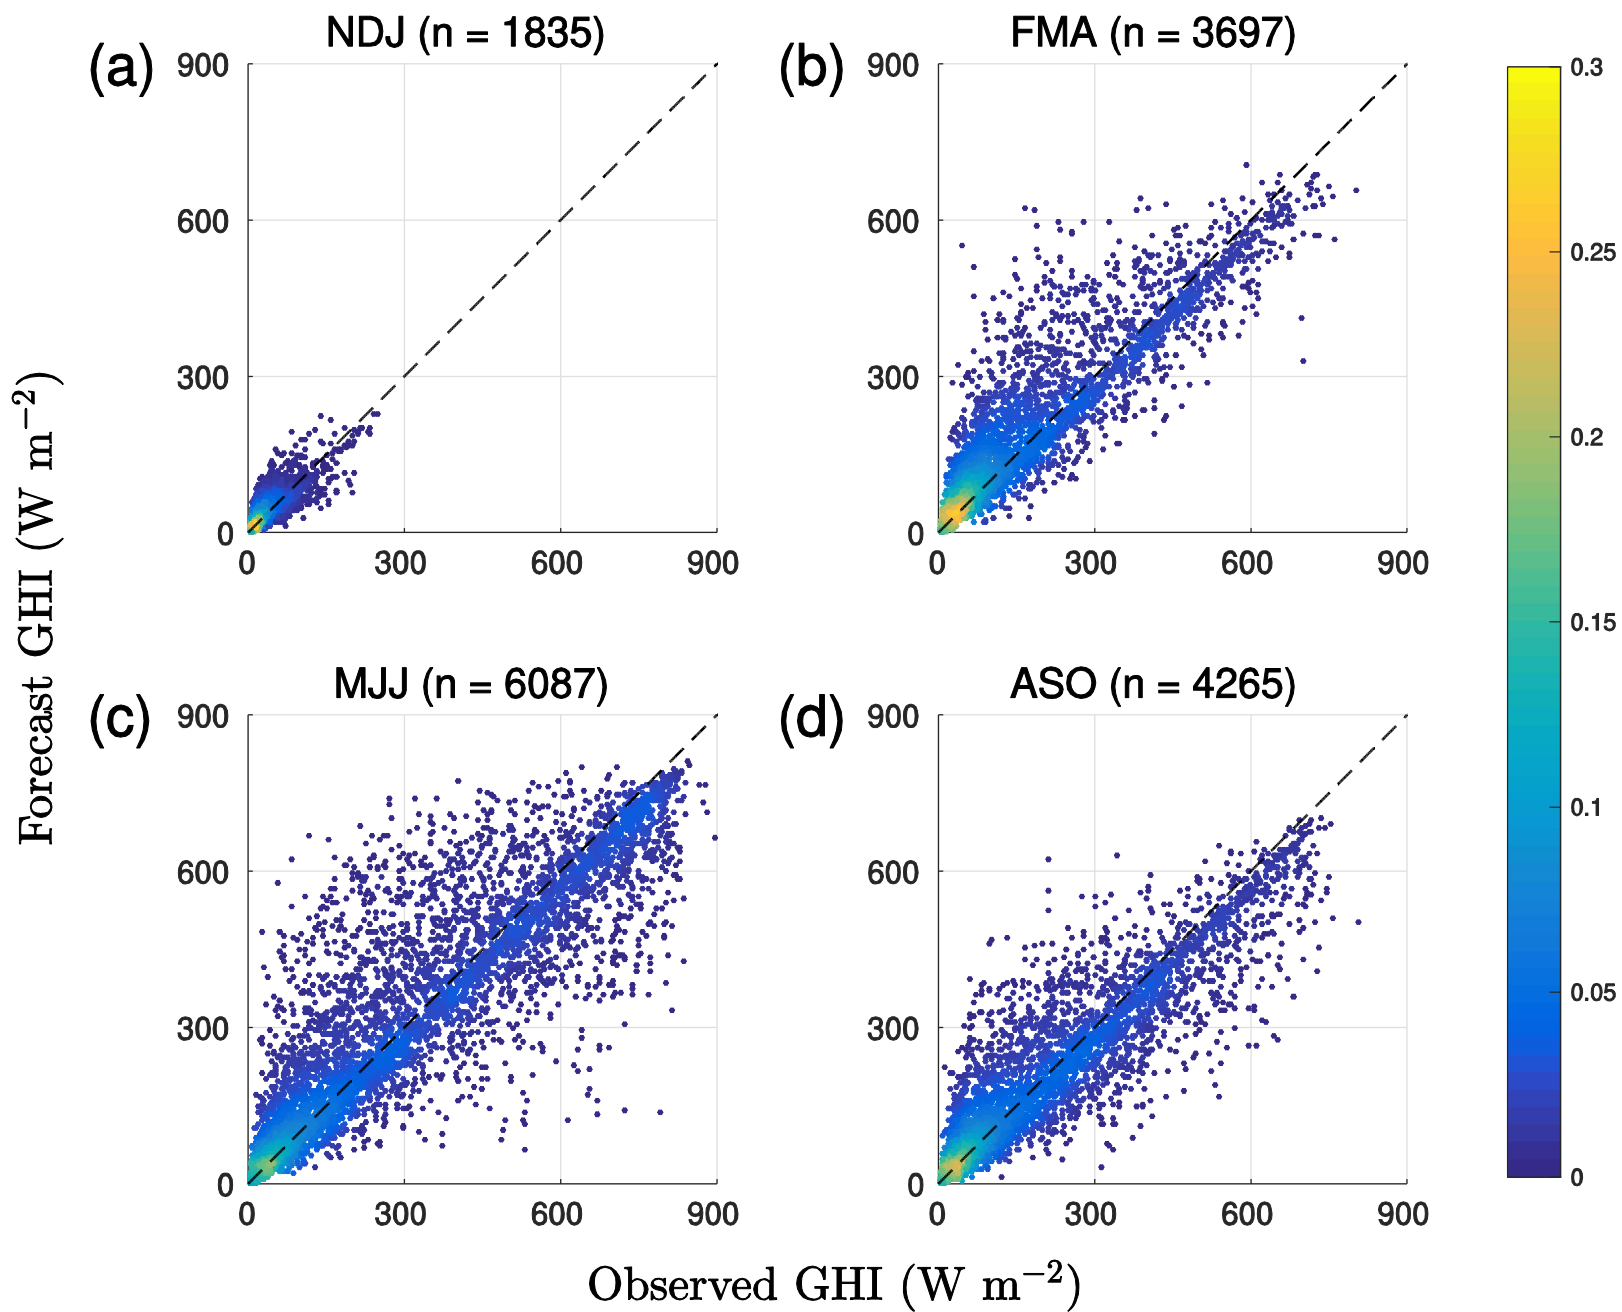 NDJ (n = 1835)
FMA (n = 3697)
(a)
(b)
900
600
300
0
0 300 600 900
900
600
300
0
0 300 600 900
0.3
0.25
0.2
0.15
0.1
0.05
0
MJJ (n = 6087)
ASO (n = 4265)
(c)
(d)
900
600
300
0
0 300 600 900
900
600
300
0
0 300 600 900
Forecast GHI (W m⁻²)
Observed GHI (W m⁻²)